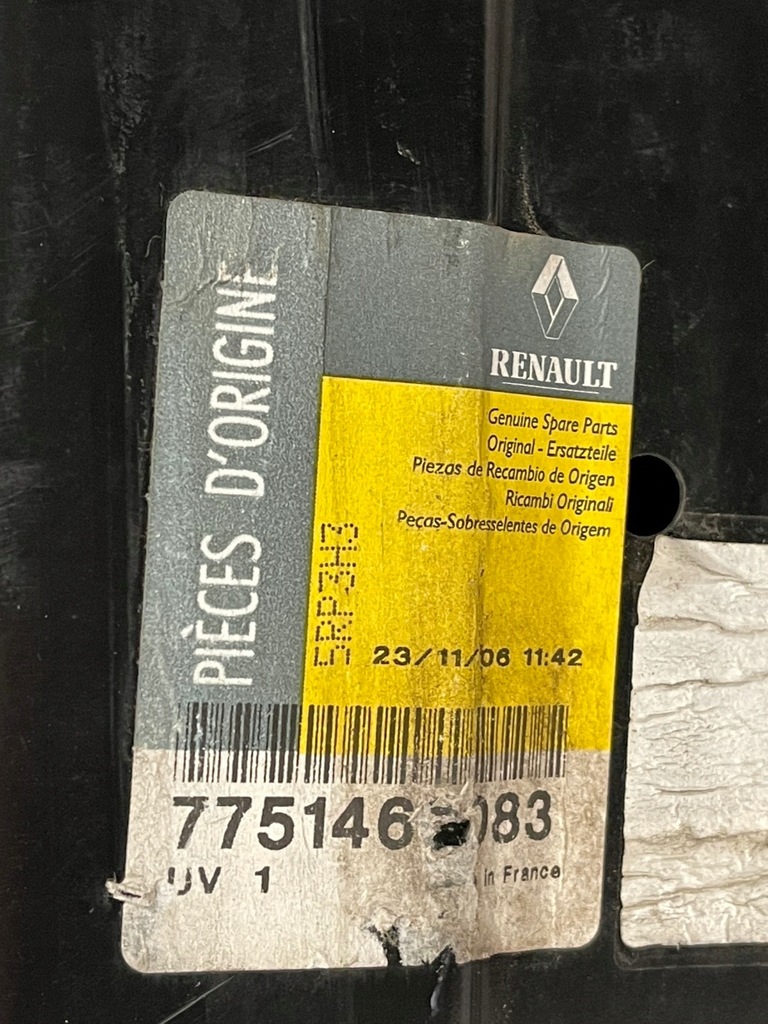 PIÈCES D'ORIGINE
RENAULT
Genuine Spare Parts
Original - Ersatzteile
Piezas de Recambio de Origen
Ricambi Originali
Peças-Sobresselentes de Origem
5RP3H3
23/11/06 11:42
UV 1
in France